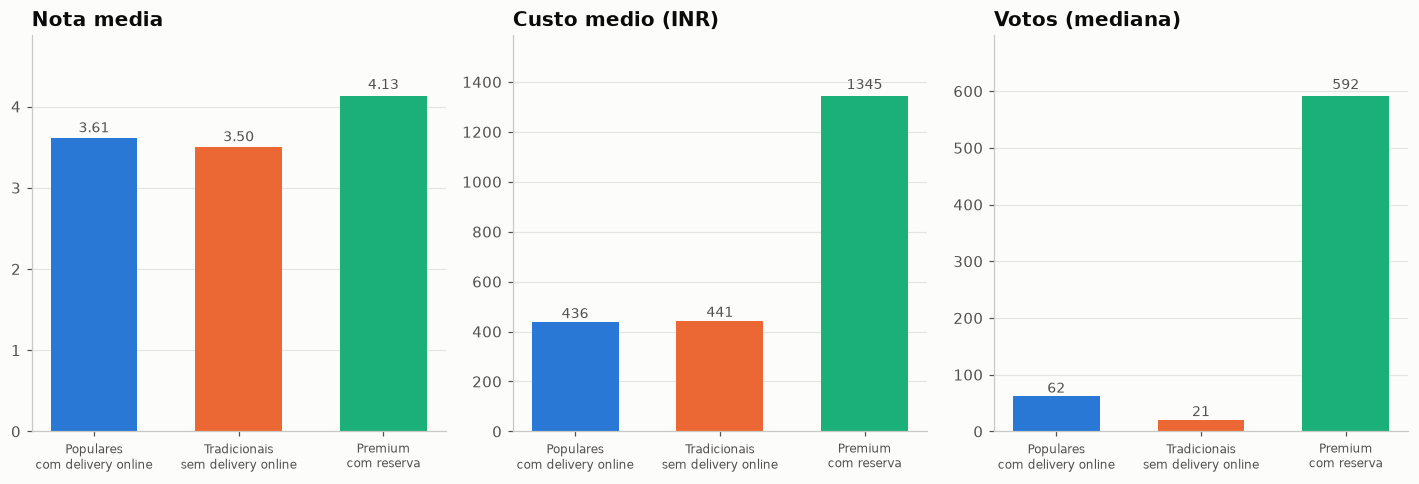 Nota media
4
3
2
1
0
3.61
3.50
4.13
Populares
com delivery online
Tradicionais
sem delivery online
Premium
com reserva
Custo medio (INR)
1400
1200
1000
800
600
400
200
0
436
441
1345
Populares
com delivery online
Tradicionais
sem delivery online
Premium
com reserva
Votos (mediana)
600
500
400
300
200
100
0
62
21
592
Populares
com delivery online
Tradicionais
sem delivery online
Premium
com reserva